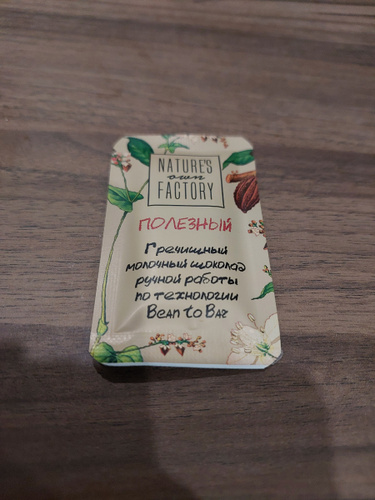 NATURE'S
own
FACTORY
ПОЛЕЗНЫЙ
Гречишный
молочный шоколад
ручной работы
по технологии
Bean to Bar